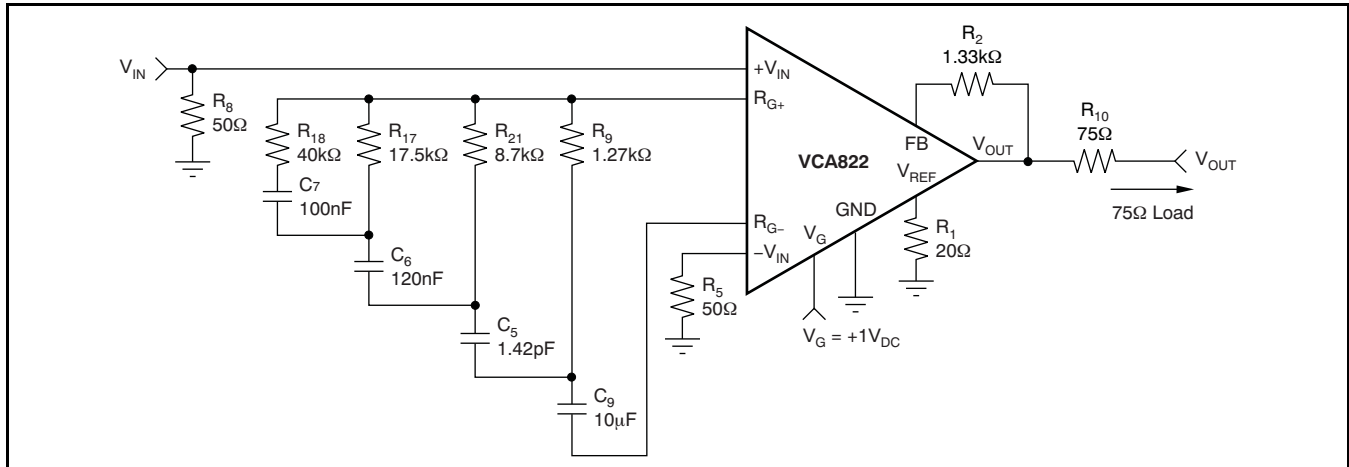 V_IN
R_8
50Ω
R_18
40kΩ
C_7
100nF
R_17
17.5kΩ
C_6
120nF
R_21
8.7kΩ
C_5
1.42pF
R_9
1.27kΩ
C_9
10μF
+V_IN
R_G+
R_G−
−V_IN
R_5
50Ω
VCA822
FB
V_OUT
V_REF
GND
V_G
V_G = +1V_DC
R_2
1.33kΩ
R_1
20Ω
R_10
75Ω
V_OUT
75Ω Load